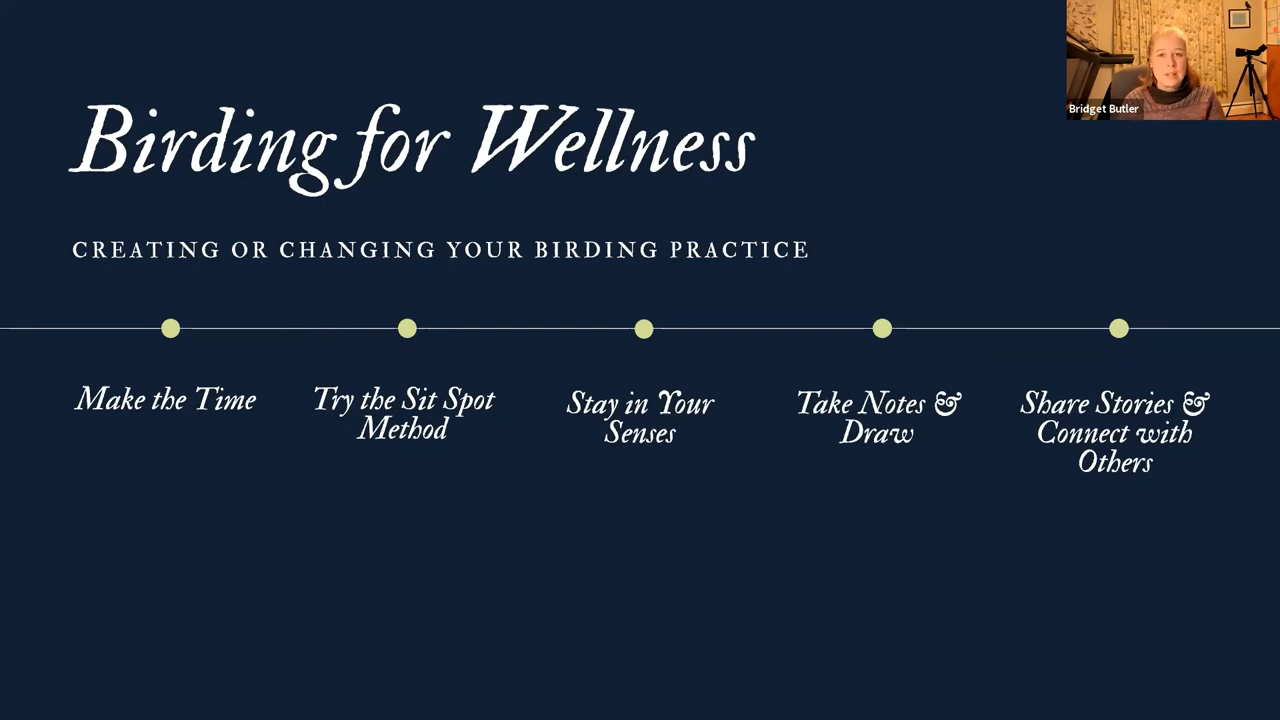 Bridget Butler
Birding for Wellness
CREATING OR CHANGING YOUR BIRDING PRACTICE
Make the Time
Try the Sit Spot
Method
Stay in Your
Senses
Take Notes &
Draw
Share Stories &
Connect with
Others